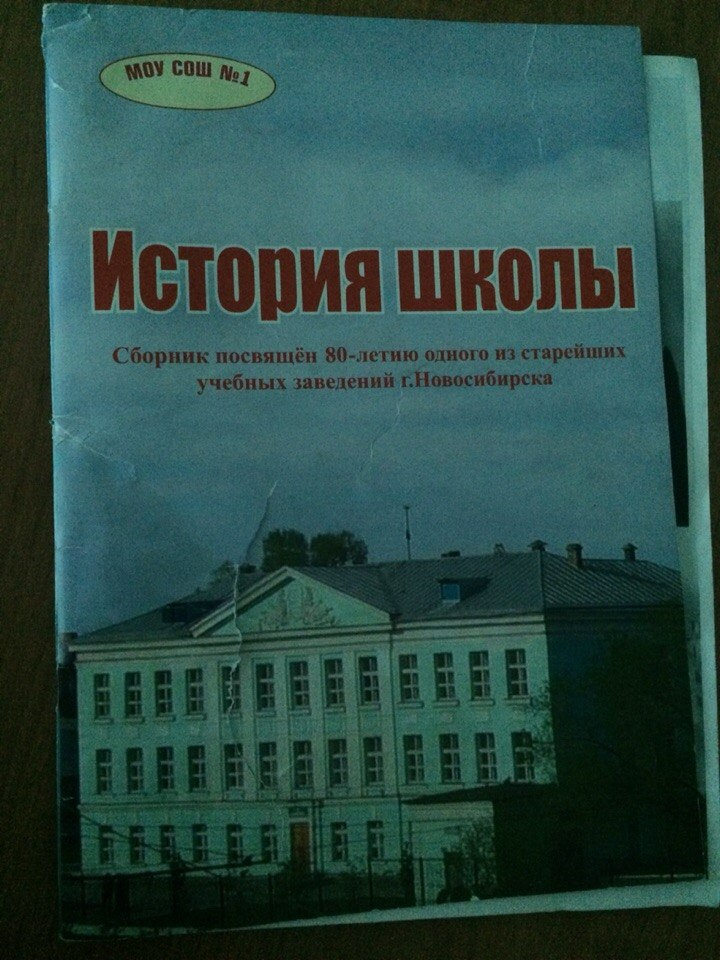 МОУ СОШ №1
История школы
Сборник посвящён 80-летию одного из старейших
учебных заведений г.Новосибирска